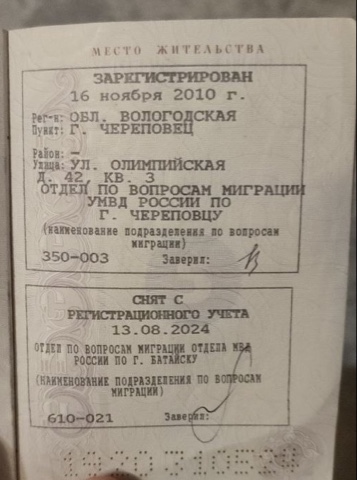 МЕСТО ЖИТЕЛЬСТВА
ЗАРЕГИСТРИРОВАН
16 ноября 2010 г.
Рег-н: ОБЛ. ВОЛОГОДСКАЯ
Пункт: Г. ЧЕРЕПОВЕЦ
Район: –
Улица: УЛ. ОЛИМПИЙСКАЯ
Д. 42, КВ. 3
ОТДЕЛ ПО ВОПРОСАМ МИГРАЦИИ
УМВД РОССИИ ПО
Г. ЧЕРЕПОВЦУ
(наименование подразделения по вопросам
миграции)
350-003 Заверил:
СНЯТ С
РЕГИСТРАЦИОННОГО УЧЕТА
13.08.2024
ОТДЕЛ ПО ВОПРОСАМ МИГРАЦИИ ОТДЕЛА МВД
РОССИИ ПО Г. БАТАЙСКУ
(НАИМЕНОВАНИЕ ПОДРАЗДЕЛЕНИЯ ПО ВОПРОСАМ
МИГРАЦИИ)
610-021 Заверил: